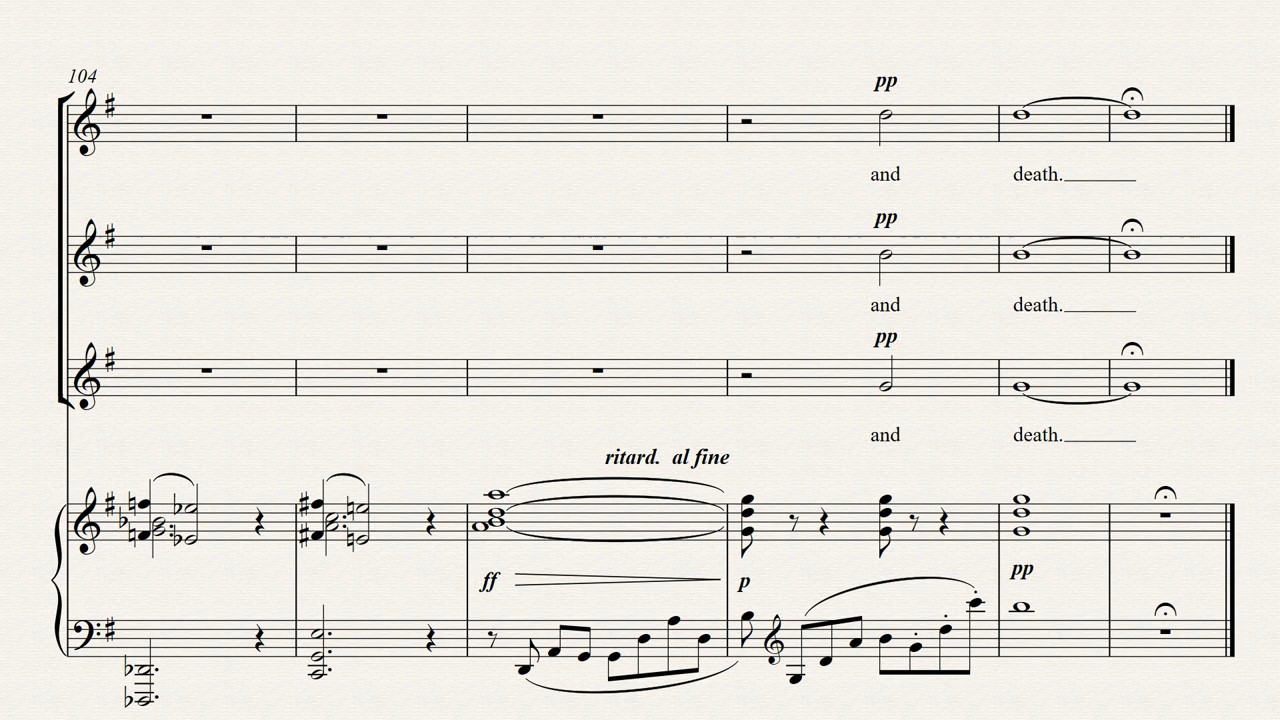 104
pp
and death.
pp
and death.
pp
and death.
ritard. al fine
ff p pp